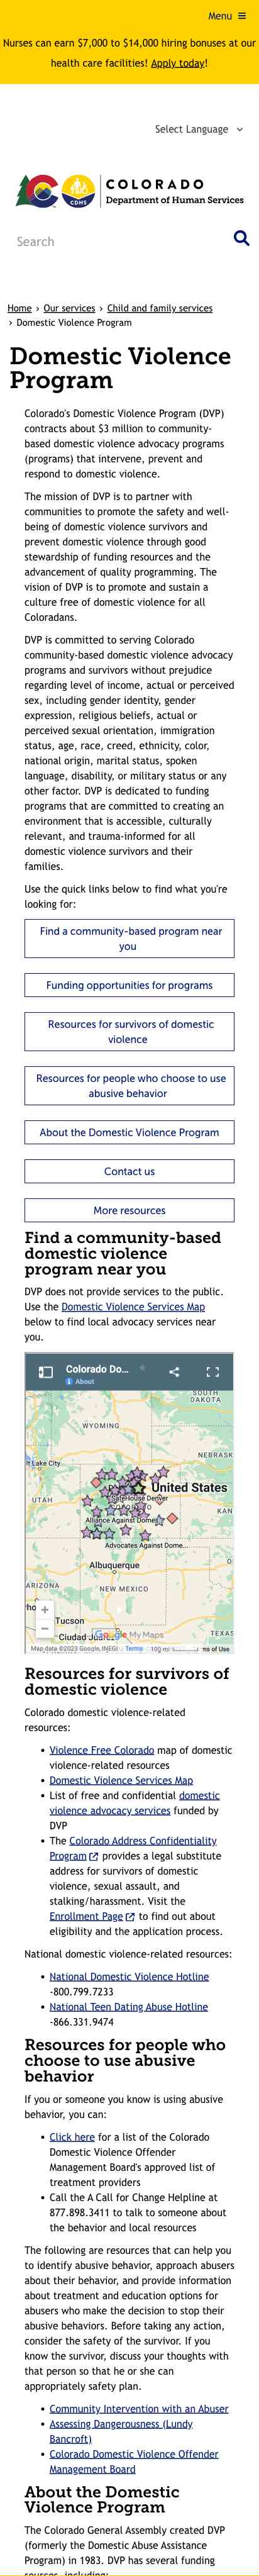 Menu ≡
Nurses can earn $7,000 to $14,000 hiring bonuses at our
health care facilities! Apply today!
Select Language
COLORADO
CDHS
Department of Human Services
Search
Home › Our services › Child and family services
› Domestic Violence Program
Domestic Violence
Program
Colorado's Domestic Violence Program (DVP)
contracts about $3 million to community-
based domestic violence advocacy programs
(programs) that intervene, prevent and
respond to domestic violence.
The mission of DVP is to partner with
communities to promote the safety and well-
being of domestic violence survivors and
prevent domestic violence through good
stewardship of funding resources and the
advancement of quality programming. The
vision of DVP is to promote and sustain a
culture free of domestic violence for all
Coloradans.
DVP is committed to serving Colorado
community-based domestic violence advocacy
programs and survivors without prejudice
regarding level of income, actual or perceived
sex, including gender identity, gender
expression, religious beliefs, actual or
perceived sexual orientation, immigration
status, age, race, creed, ethnicity, color,
national origin, marital status, spoken
language, disability, or military status or any
other factor. DVP is dedicated to funding
programs that are committed to creating an
environment that is accessible, culturally
relevant, and trauma-informed for all
domestic violence survivors and their
families.
Use the quick links below to find what you're
looking for:
Find a community-based program near
you
Funding opportunities for programs
Resources for survivors of domestic
violence
Resources for people who choose to use
abusive behavior
About the Domestic Violence Program
Contact us
More resources
Find a community-based
domestic violence
program near you
DVP does not provide services to the public.
Use the Domestic Violence Services Map
below to find local advocacy services near
you.
Colorado Do...
About
SOUTH
DAKOTA
WYOMING
NEBRASK
t Lake City
United States
UTAH
SafeHouse Denver
COLORADO
Alliance Against Domes
Advocates Against Dome...
Albuquerque
ARIZONA
NEW MEXICO
Tucson
TEXAS
Ciudad Juárez
Google My Maps
Map data ©2023 Google, INEGI Terms 100 mi ms of Use
Resources for survivors of
domestic violence
Colorado domestic violence-related
resources:
• Violence Free Colorado map of domestic
violence-related resources
• Domestic Violence Services Map
• List of free and confidential domestic
violence advocacy services funded by
DVP
• The Colorado Address Confidentiality
Program provides a legal substitute
address for survivors of domestic
violence, sexual assault, and
stalking/harassment. Visit the
Enrollment Page to find out about
eligibility and the application process.
National domestic violence-related resources:
• National Domestic Violence Hotline
-800.799.7233
• National Teen Dating Abuse Hotline
-866.331.9474
Resources for people who
choose to use abusive
behavior
If you or someone you know is using abusive
behavior, you can:
• Click here for a list of the Colorado
Domestic Violence Offender
Management Board's approved list of
treatment providers
• Call the A Call for Change Helpline at
877.898.3411 to talk to someone about
the behavior and local resources
The following are resources that can help you
to identify abusive behavior, approach abusers
about their behavior, and provide information
about treatment and education options for
abusers who make the decision to stop their
abusive behaviors. Before taking any action,
consider the safety of the survivor. If you
know the survivor, discuss your thoughts with
that person so that he or she can
appropriately safety plan.
• Community Intervention with an Abuser
• Assessing Dangerousness (Lundy
Bancroft)
• Colorado Domestic Violence Offender
Management Board
About the Domestic
Violence Program
The Colorado General Assembly created DVP
(formerly the Domestic Abuse Assistance
Program) in 1983. DVP has several funding